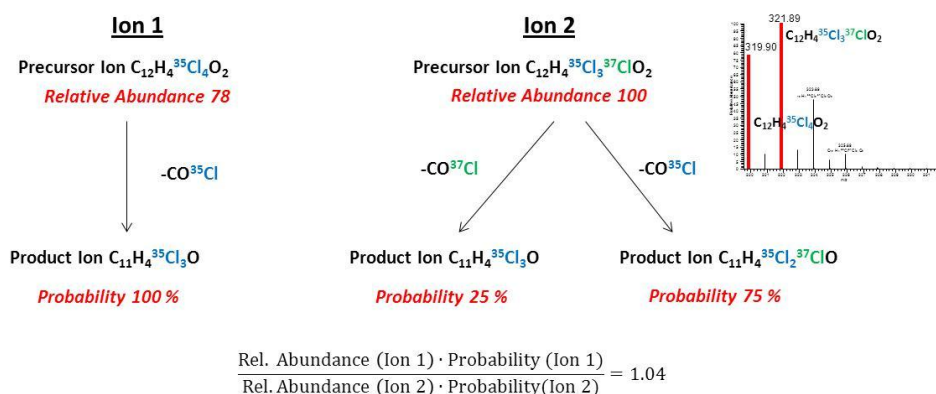 Ion 1
Ion 2
Precursor Ion C₁₂H₄³⁵Cl₄O₂
Relative Abundance 78
Precursor Ion C₁₂H₄³⁵Cl₃³⁷ClO₂
Relative Abundance 100
321.89
C₁₂H₄³⁵Cl₃³⁷ClO₂
319.90
C₁₂H₄³⁵Cl₄O₂
-CO³⁵Cl
-CO³⁷Cl
-CO³⁵Cl
Product Ion C₁₁H₄³⁵Cl₃O
Probability 100 %
Product Ion C₁₁H₄³⁵Cl₃O
Probability 25 %
Product Ion C₁₁H₄³⁵Cl₂³⁷ClO
Probability 75 %
Rel. Abundance (Ion 1) · Probability (Ion 1)
Rel. Abundance (Ion 2) · Probability(Ion 2)
= 1.04